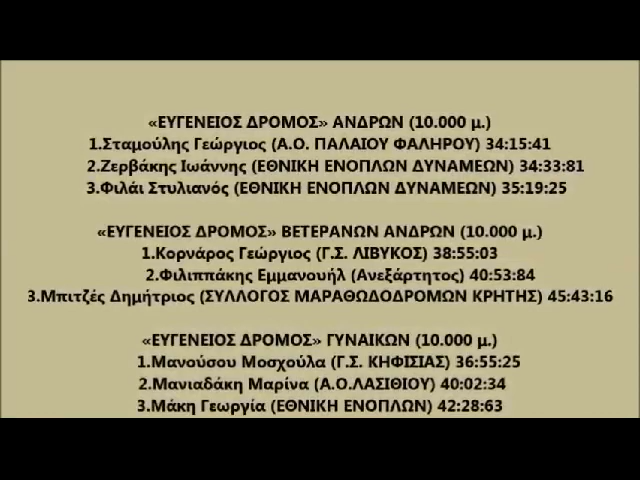 «ΕΥΓΕΝΕΙΟΣ ΔΡΟΜΟΣ» ΑΝΔΡΩΝ (10.000 μ.)
1.Σταμούλης Γεώργιος (Α.Ο. ΠΑΛΑΙΟΥ ΦΑΛΗΡΟΥ) 34:15:41
2.Ζερβάκης Ιωάννης (ΕΘΝΙΚΗ ΕΝΟΠΛΩΝ ΔΥΝΑΜΕΩΝ) 34:33:81
3.Φιλάι Στυλιανός (ΕΘΝΙΚΗ ΕΝΟΠΛΩΝ ΔΥΝΑΜΕΩΝ) 35:19:25
«ΕΥΓΕΝΕΙΟΣ ΔΡΟΜΟΣ» ΒΕΤΕΡΑΝΩΝ ΑΝΔΡΩΝ (10.000 μ.)
1.Κορνάρος Γεώργιος (Γ.Σ. ΛΙΒΥΚΟΣ) 38:55:03
2.Φιλιππάκης Εμμανουήλ (Ανεξάρτητος) 40:53:84
3.Μπιτζές Δημήτριος (ΣΥΛΛΟΓΟΣ ΜΑΡΑΘΩΔΟΔΡΟΜΩΝ ΚΡΗΤΗΣ) 45:43:16
«ΕΥΓΕΝΕΙΟΣ ΔΡΟΜΟΣ» ΓΥΝΑΙΚΩΝ (10.000 μ.)
1.Μανούσου Μοσχούλα (Γ.Σ. ΚΗΦΙΣΙΑΣ) 36:55:25
2.Μανιαδάκη Μαρίνα (Α.Ο.ΛΑΣΙΘΙΟΥ) 40:02:34
3.Μάκη Γεωργία (ΕΘΝΙΚΗ ΕΝΟΠΛΩΝ) 42:28:63